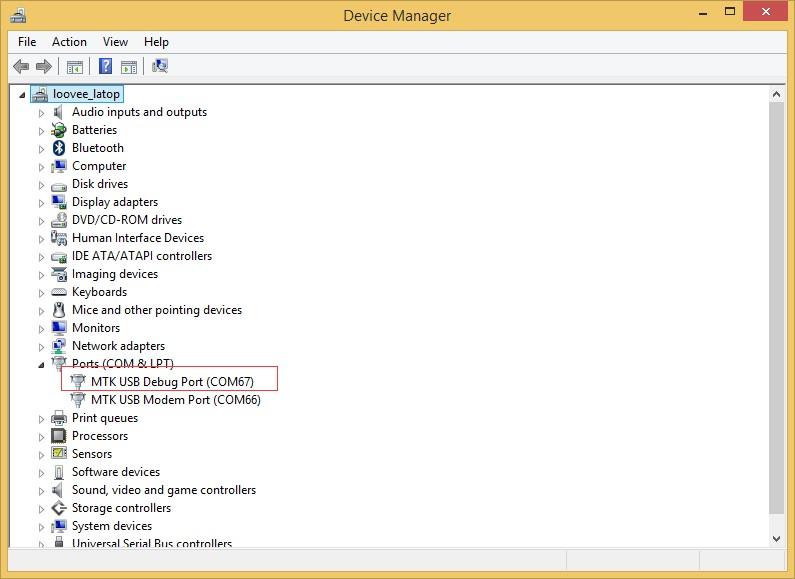 Device Manager
File Action View Help
loovee_latop
Audio inputs and outputs
Batteries
Bluetooth
Computer
Disk drives
Display adapters
DVD/CD-ROM drives
Human Interface Devices
IDE ATA/ATAPI controllers
Imaging devices
Keyboards
Mice and other pointing devices
Monitors
Network adapters
Ports (COM & LPT)
MTK USB Debug Port (COM67)
MTK USB Modem Port (COM66)
Print queues
Processors
Sensors
Software devices
Sound, video and game controllers
Storage controllers
System devices
Universal Serial Bus controllers